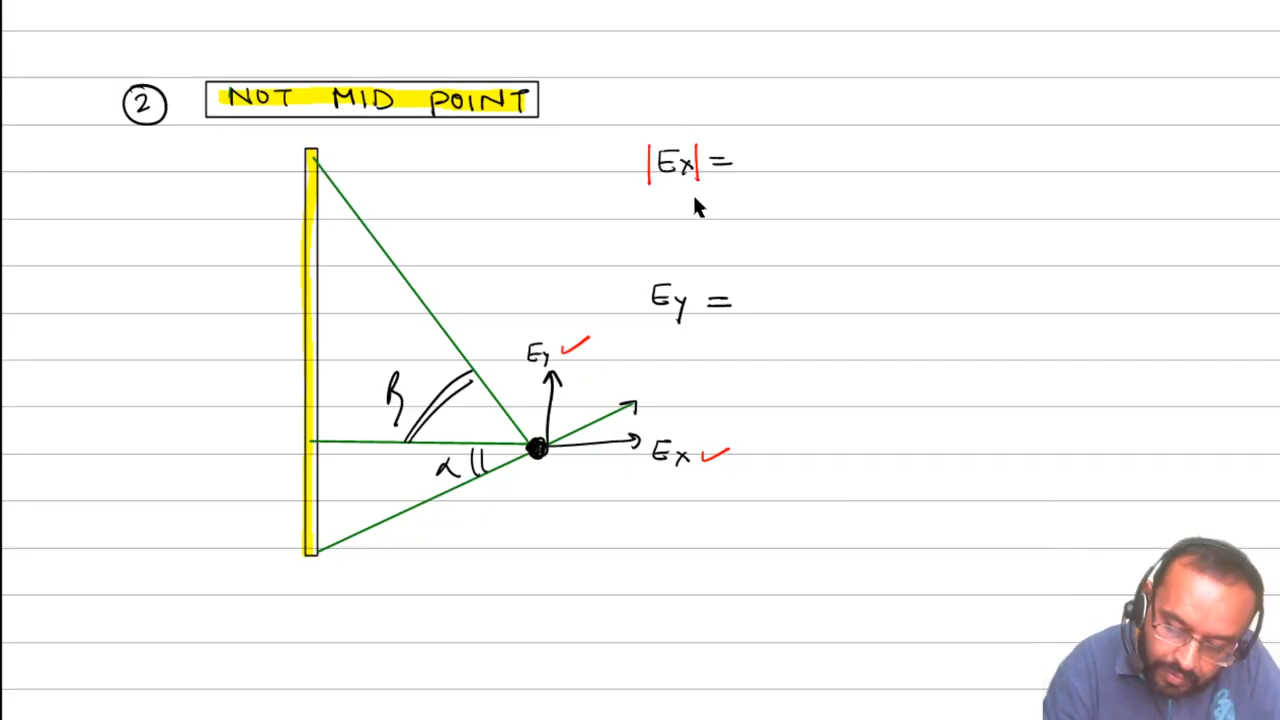 2 NOT MID POINT
|Ex| =
Ey =
Ey ✓
β
Ex ✓
α